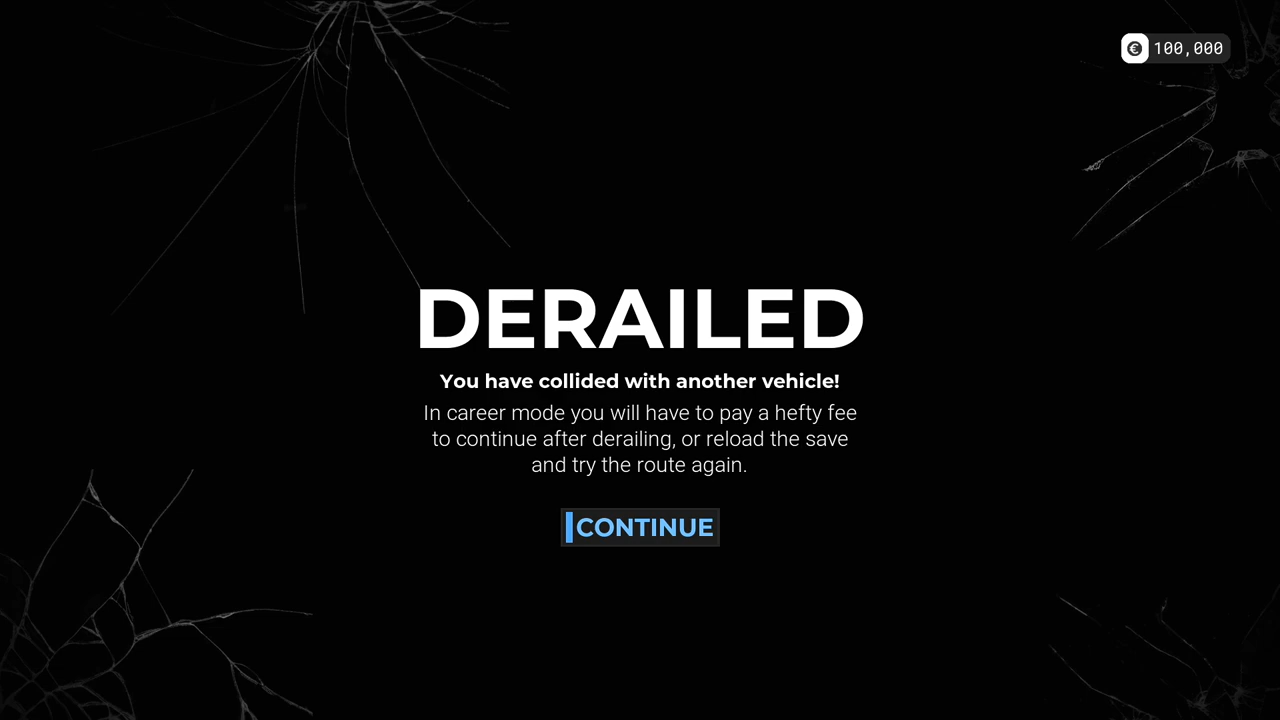 € 100,000
DERAILED
You have collided with another vehicle!
In career mode you will have to pay a hefty fee
to continue after derailing, or reload the save
and try the route again.
CONTINUE